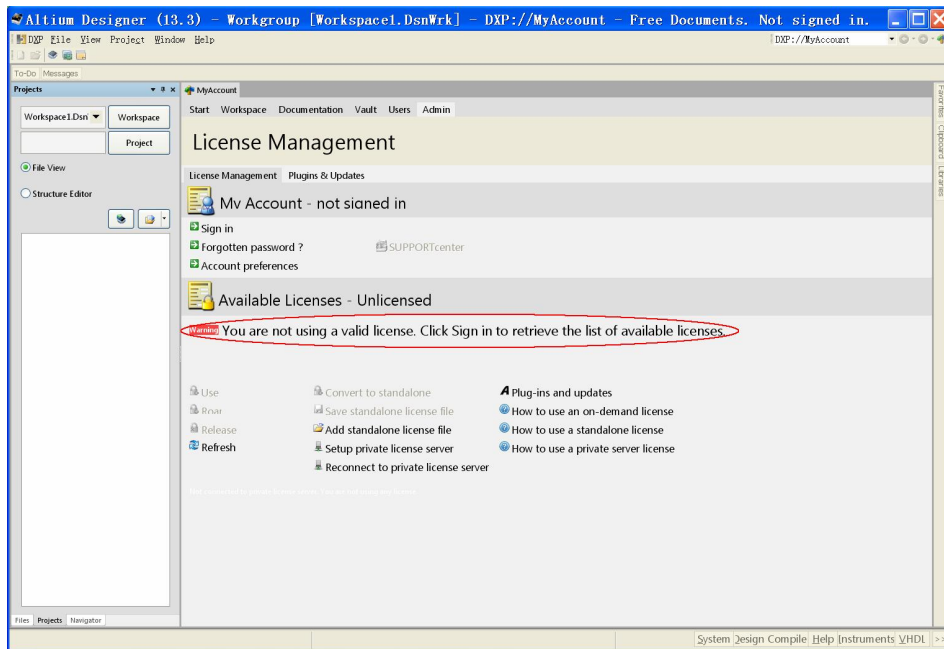 Altium Designer (13.3) - Workgroup [Workspace1.DsnWrk] - DXP://MyAccount - Free Documents. Not signed in.
DXP File View Project Window Help
DXP://MyAccount
To-Do Messages
Projects
MyAccount
Favorites Clipboard Libraries
Workspace1.Dsn Workspace
Project
File View
Structure Editor
Start Workspace Documentation Vault Users Admin
License Management
License Management Plugins & Updates
My Account - not signed in
Sign in
Forgotten password ? SUPPORTcenter
Account preferences
Available Licenses - Unlicensed
Warning You are not using a valid license. Click Sign in to retrieve the list of available licenses.
Use Convert to standalone Plug-ins and updates
Roam Save standalone license file How to use an on-demand license
Release Add standalone license file How to use a standalone license
Refresh Setup private license server How to use a private server license
Reconnect to private license server
Files Projects Navigator
System Design Compile Help Instruments VHDL >>